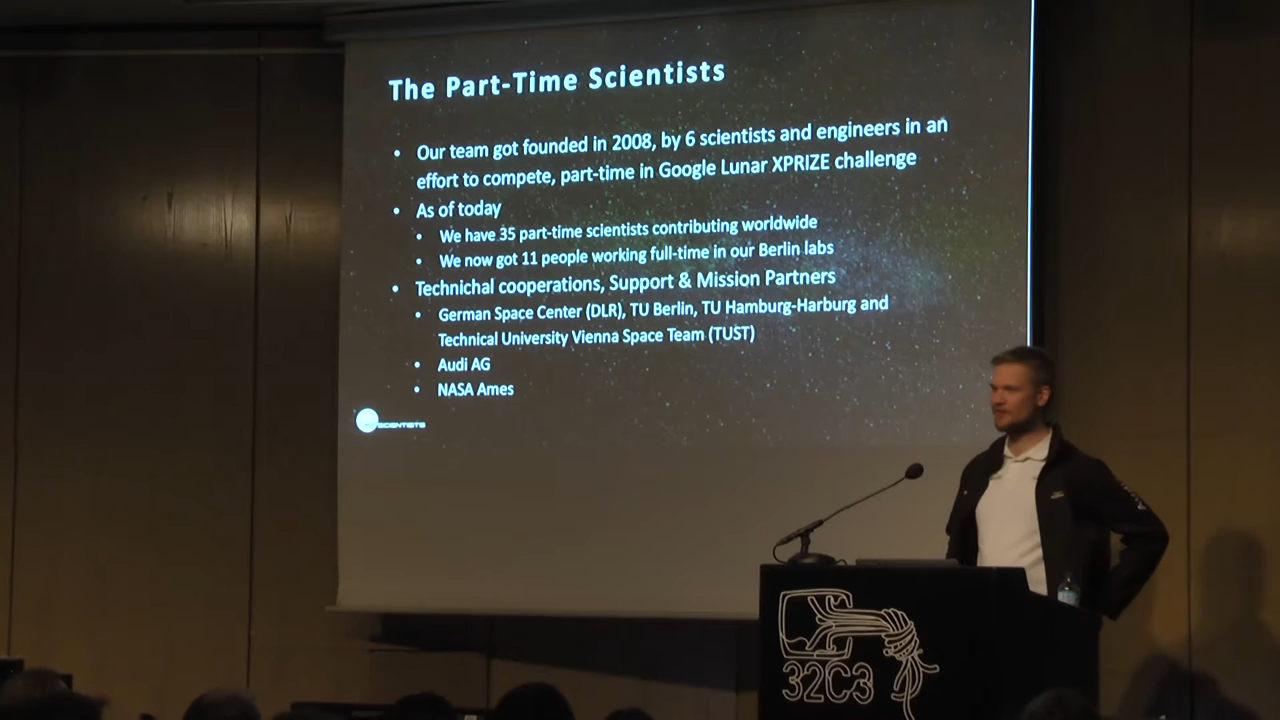 The Part-Time Scientists
• Our team got founded in 2008, by 6 scientists and engineers in an
effort to compete, part-time in Google Lunar XPRIZE challenge
• As of today
• We have 35 part-time scientists contributing worldwide
• We now got 11 people working full-time in our Berlin labs
• Technichal cooperations, Support & Mission Partners
• German Space Center (DLR), TU Berlin, TU Hamburg-Harburg and
Technical University Vienna Space Team (TUST)
• Audi AG
• NASA Ames
SCIENTISTS
32C3